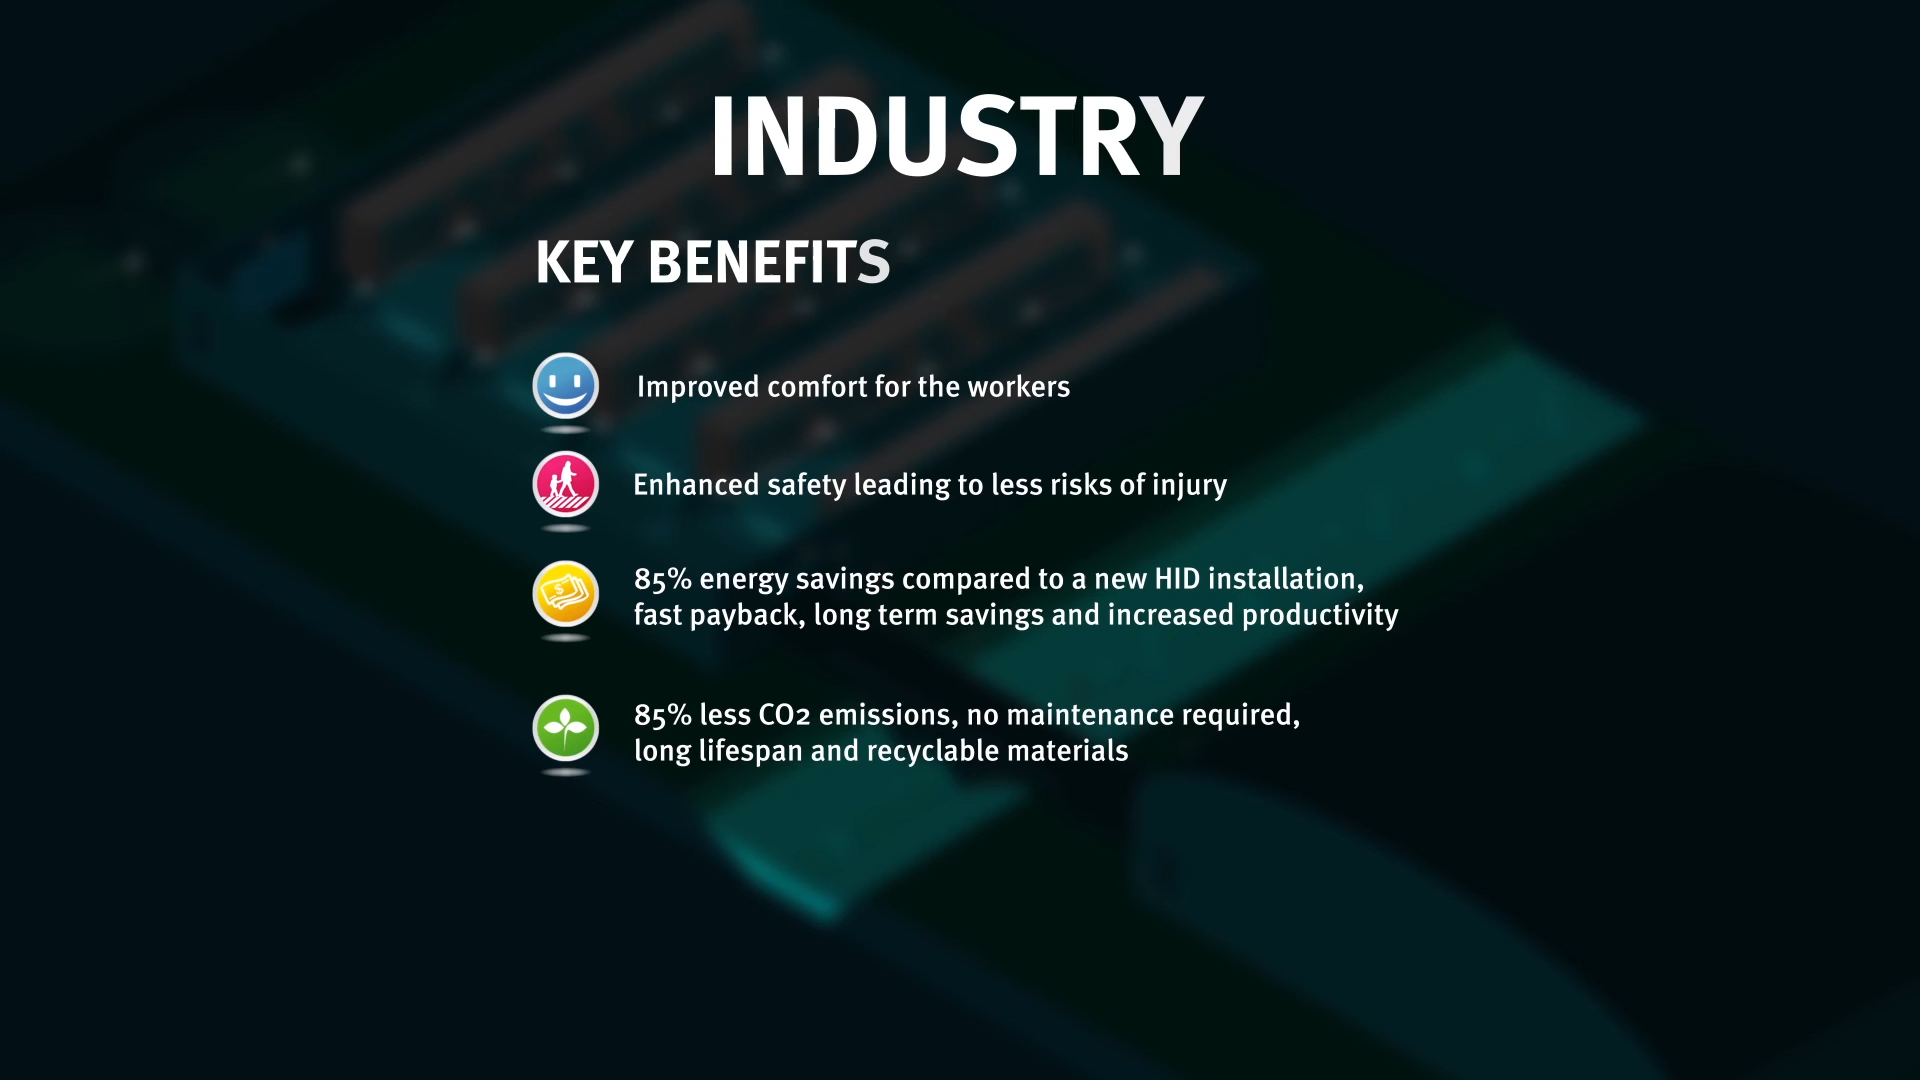 INDUSTRY
KEY BENEFITS
Improved comfort for the workers
Enhanced safety leading to less risks of injury
85% energy savings compared to a new HID installation,
fast payback, long term savings and increased productivity
85% less CO2 emissions, no maintenance required,
long lifespan and recyclable materials